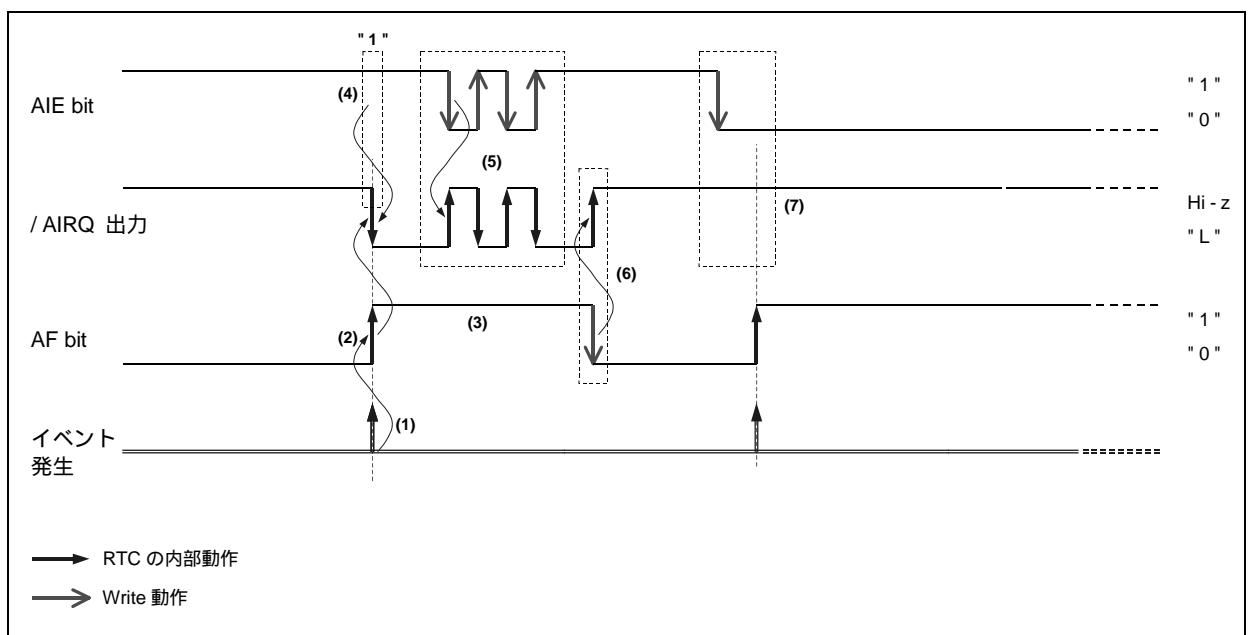 " 1 "
AIE bit
(4)
(5)
" 1 "
" 0 "
/ AIRQ 出力
(7)
Hi - z
" L "
(6)
AF bit
(2)
(3)
" 1 "
" 0 "
イベント
発生
(1)
RTC の内部動作
Write 動作